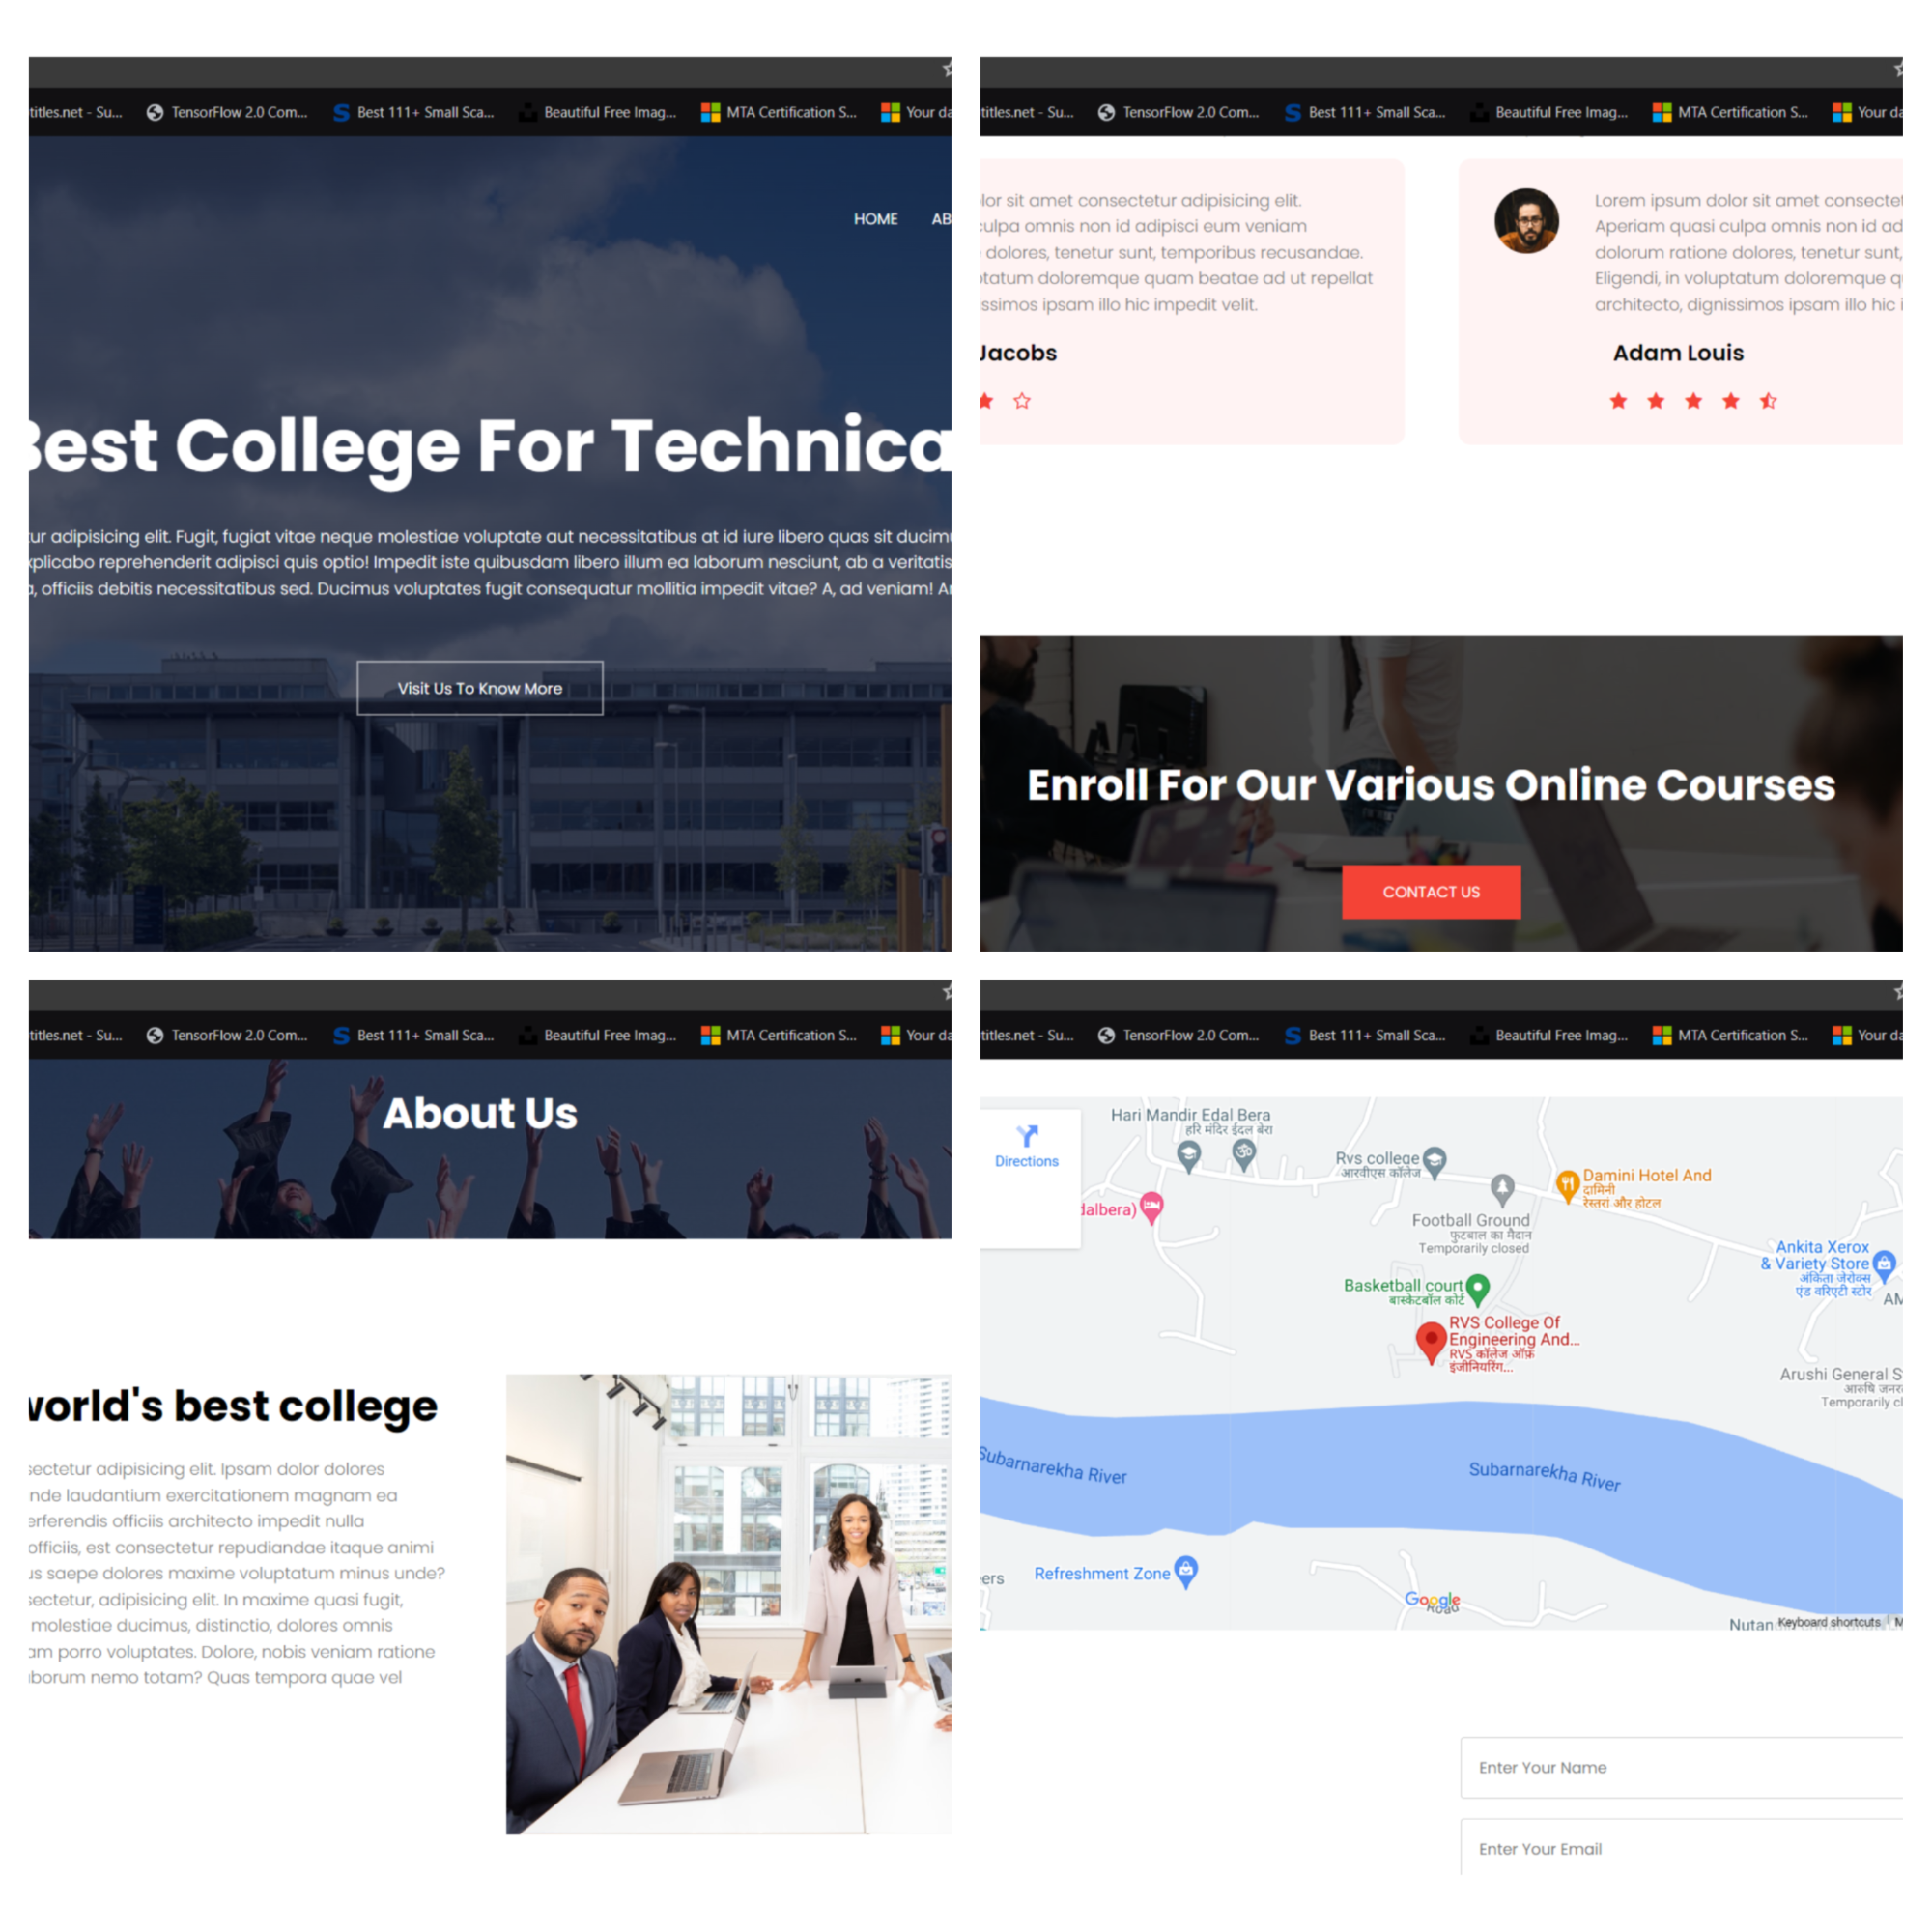 titles.net - Su... TensorFlow 2.0 Com... Best 111+ Small Sca... Beautiful Free Imag... MTA Certification S... Your da
HOME AB
Best College For Technica
ur adipisicing elit. Fugit, fugiat vitae neque molestiae voluptate aut necessitatibus at id iure libero quas sit ducim
xplicabo reprehenderit adipisci quis optio! Impedit iste quibusdam libero illum ea laborum nesciunt, ab a veritatis
, officiis debitis necessitatibus sed. Ducimus voluptates fugit consequatur mollitia impedit vitae? A, ad veniam! A
Visit Us To Know More
titles.net - Su... TensorFlow 2.0 Com... Best 111+ Small Sca... Beautiful Free Imag... MTA Certification S... Your da
lor sit amet consectetur adipisicing elit.
culpa omnis non id adipisci eum veniam
dolores, tenetur sunt, temporibus recusandae.
ptatum doloremque quam beatae ad ut repellat
ssimos ipsam illo hic impedit velit.
Jacobs
Lorem ipsum dolor sit amet consectet
Aperiam quasi culpa omnis non id ad
dolorum ratione dolores, tenetur sunt,
Eligendi, in voluptatum doloremque q
architecto, dignissimos ipsam illo hic i
Adam Louis
Enroll For Our Various Online Courses
CONTACT US
titles.net - Su... TensorFlow 2.0 Com... Best 111+ Small Sca... Beautiful Free Imag... MTA Certification S... Your da
About Us
world's best college
sectetur adipisicing elit. Ipsam dolor dolores
nde laudantium exercitationem magnam ea
erferendis officiis architecto impedit nulla
officiis, est consectetur repudiandae itaque animi
us saepe dolores maxime voluptatum minus unde?
sectetur, adipisicing elit. In maxime quasi fugit,
molestiae ducimus, distinctio, dolores omnis
am porro voluptates. Dolore, nobis veniam ratione
iborum nemo totam? Quas tempora quae vel
titles.net - Su... TensorFlow 2.0 Com... Best 111+ Small Sca... Beautiful Free Imag... MTA Certification S... Your da
Directions
Hari Mandir Edal Bera
हरि मंदिर ईदल बेरा
Rvs college
आरवीएस कॉलेज
Damini Hotel And
दामिनी
रेस्तरां और होटल
dalbera)
Football Ground
फुटबाल का मैदान
Temporarily closed
Ankita Xerox
& Variety Store
अंकिता जेरोक्स
एंड वरिएटी स्टोर
AM
Basketball court
बास्केटबॉल कोर्ट
RVS College Of
Engineering And...
RVS कॉलेज ऑफ़
इंजीनियरिंग...
Arushi General S
आरुषि जनर
Temporarily cl
Subarnarekha River
Subarnarekha River
ers
Refreshment Zone
Google
Road
Nutan
Keyboard shortcuts
M
Enter Your Name
Enter Your Email